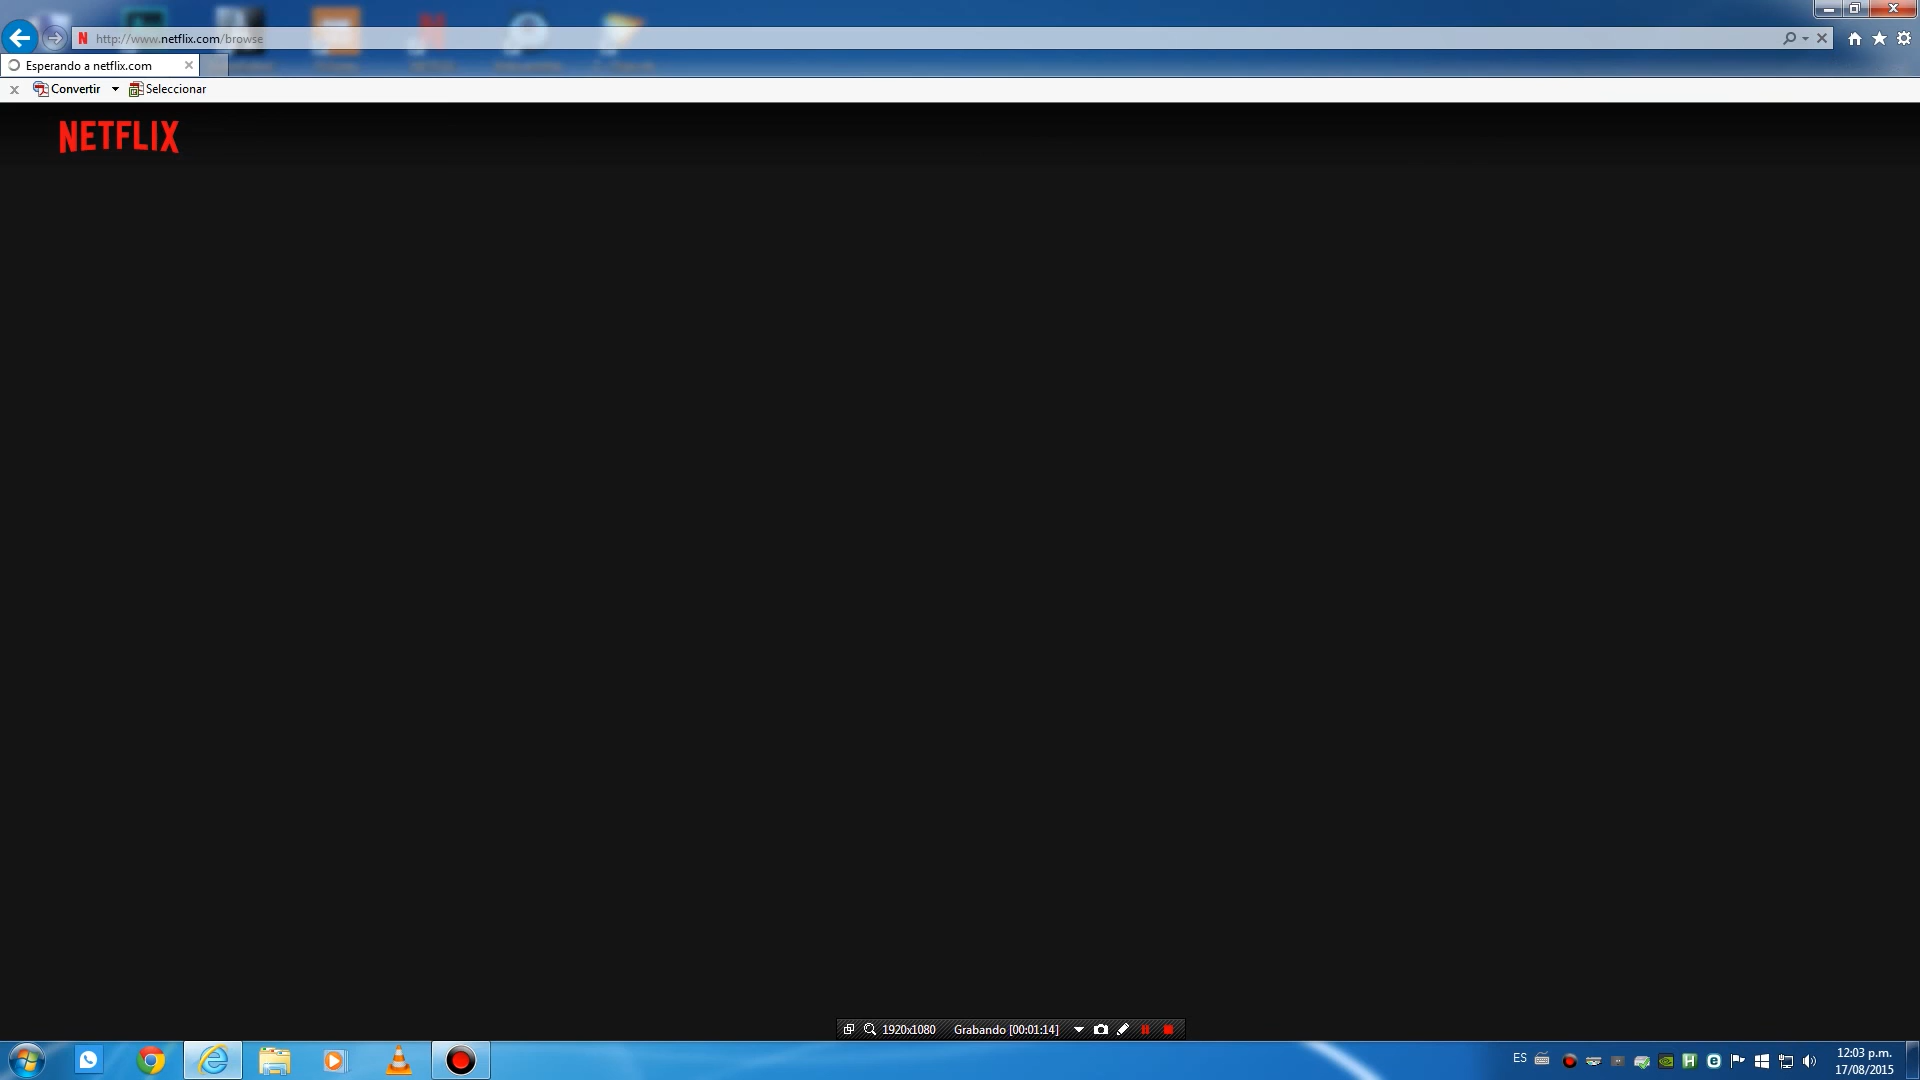 http://www.netflix.com/browse
Esperando a netflix.com
Convertir
Seleccionar
NETFLIX
1920x1080 Grabando [00:01:14]
ES
12:03 p.m.
17/08/2015